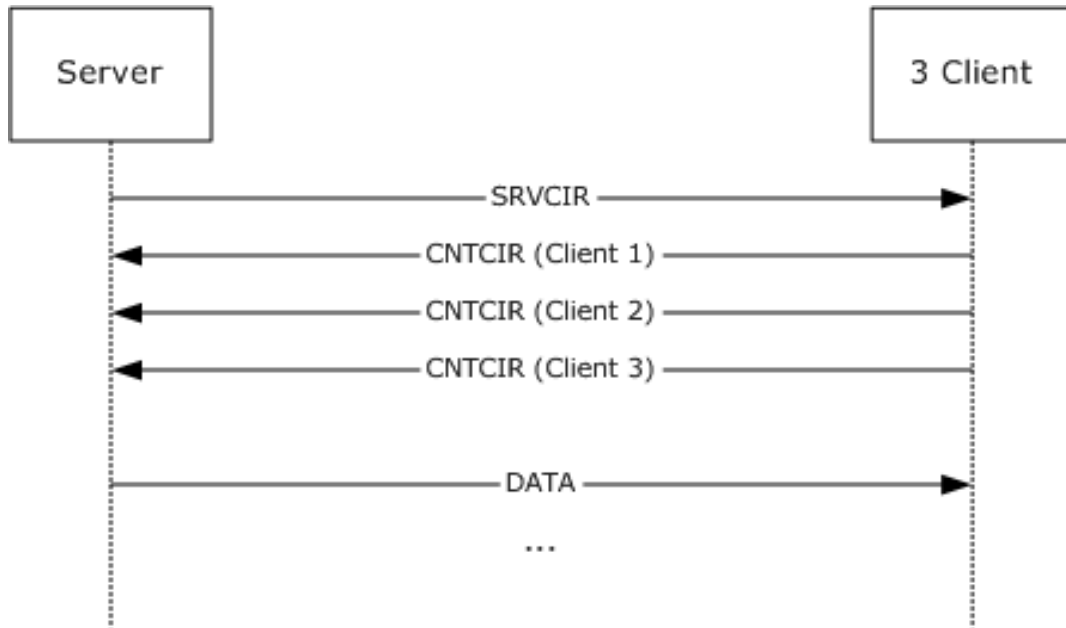 Server
3 Client
SRVCIR
CNTCIR (Client 1)
CNTCIR (Client 2)
CNTCIR (Client 3)
DATA
...